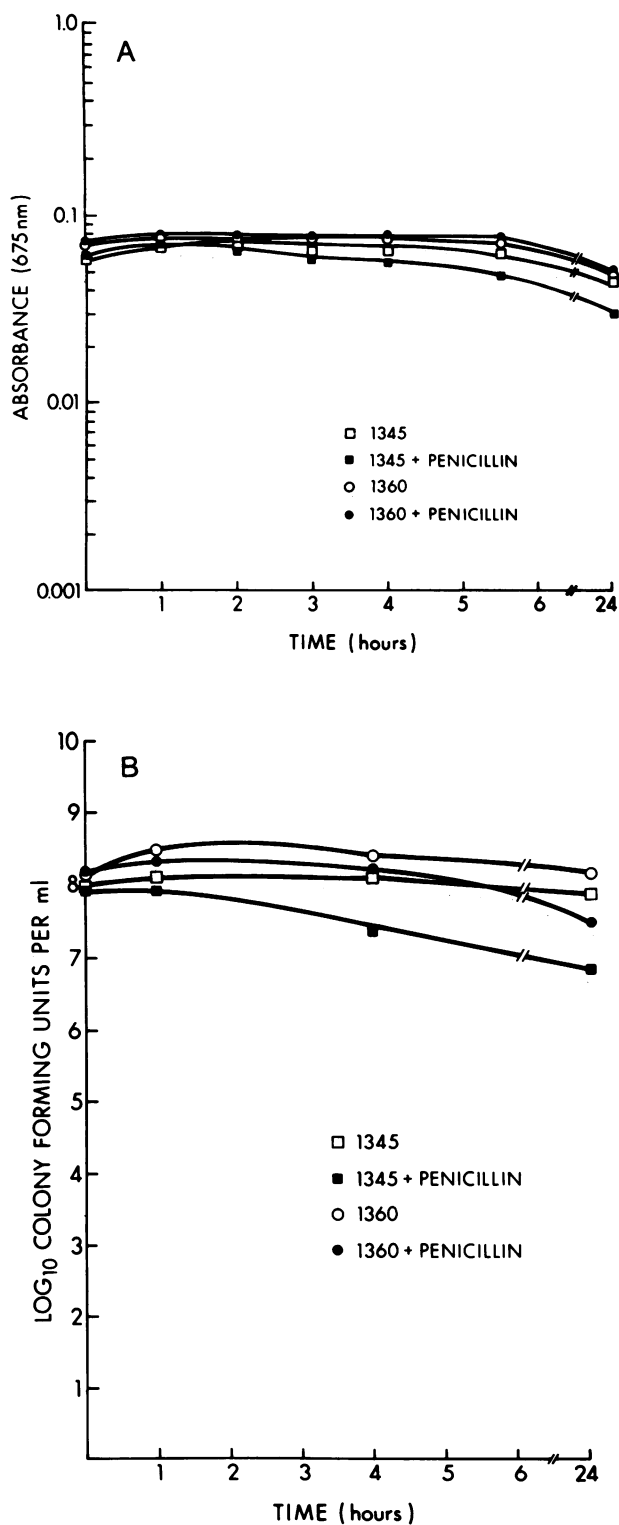 A
1.0
0.1
0.01
0.001
ABSORBANCE (675nm)
□ 1345
■ 1345 + PENICILLIN
○ 1360
● 1360 + PENICILLIN
1 2 3 4 5 6 24
TIME (hours)
B
10
9
8
7
6
5
4
3
2
1
LOG10 COLONY FORMING UNITS PER ml
□ 1345
■ 1345 + PENICILLIN
○ 1360
● 1360 + PENICILLIN
1 2 3 4 5 6 24
TIME (hours)